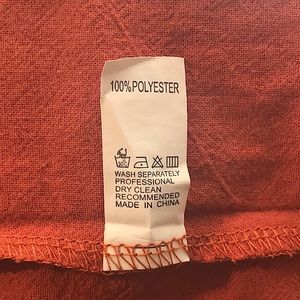 100%POLYESTER
WASH SEPARATELY
PROFESSIONAL
DRY CLEAN
RECOMMENDED
MADE IN CHINA